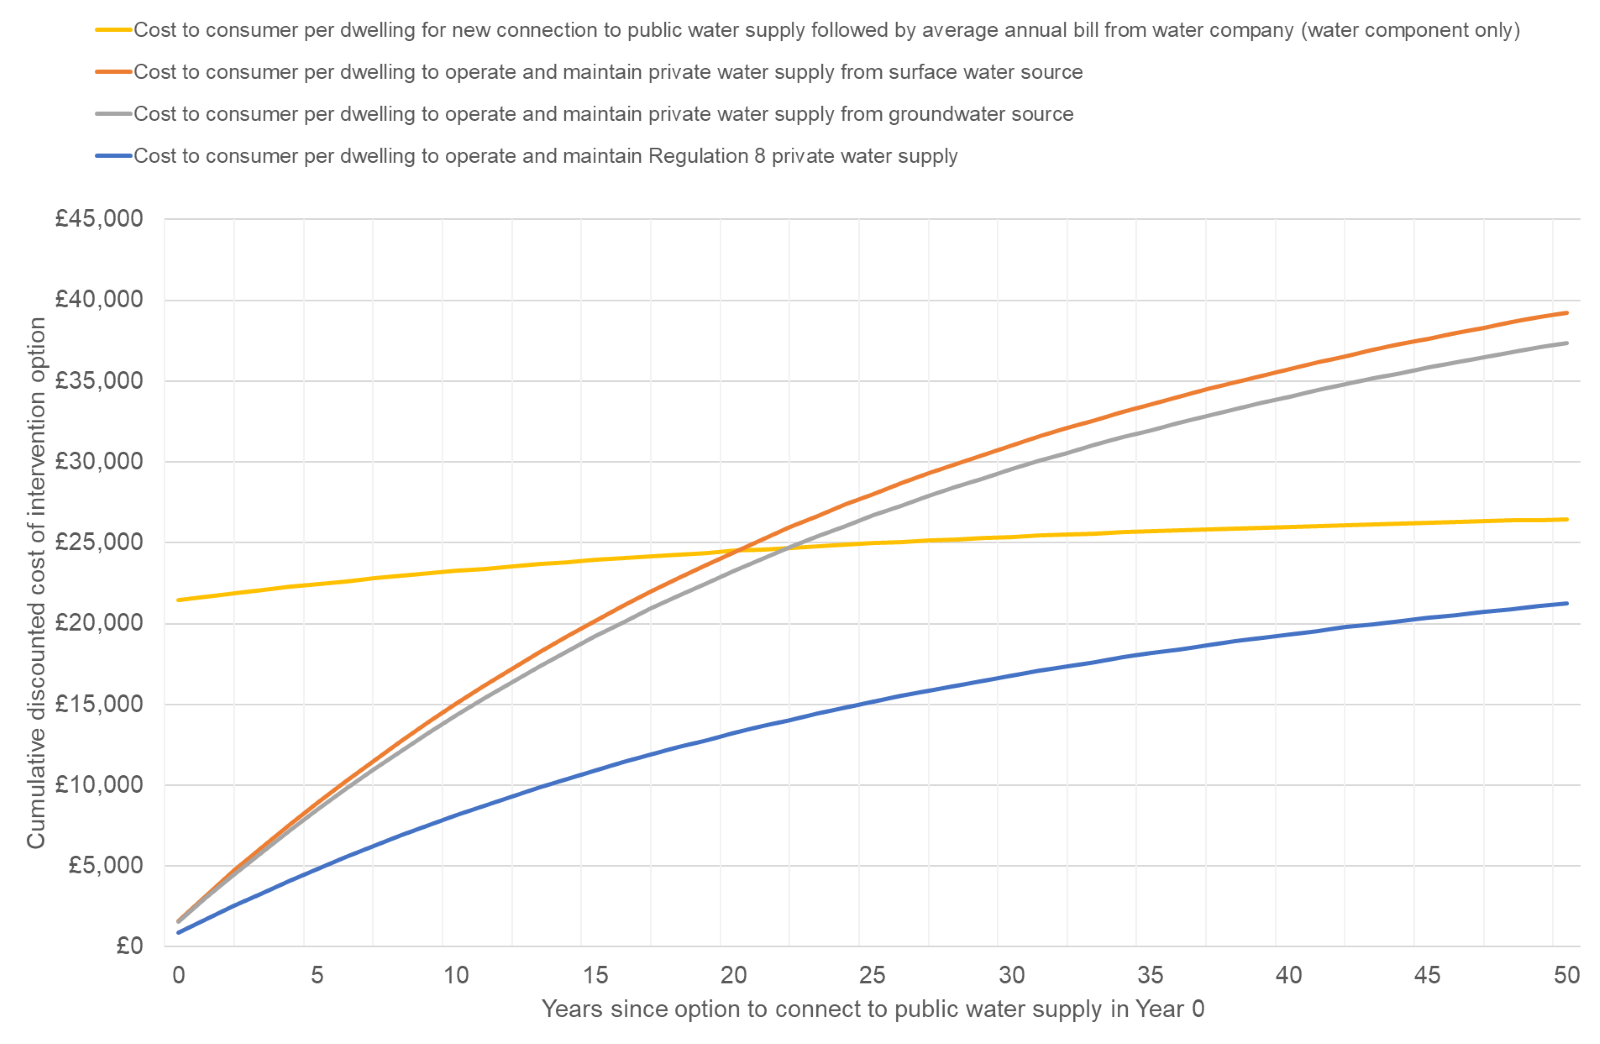 Cost to consumer per dwelling for new connection to public water supply followed by average annual bill from water company (water component only)
Cost to consumer per dwelling to operate and maintain private water supply from surface water source
Cost to consumer per dwelling to operate and maintain private water supply from groundwater source
Cost to consumer per dwelling to operate and maintain Regulation 8 private water supply
Cumulative discounted cost of intervention option
£45,000
£40,000
£35,000
£30,000
£25,000
£20,000
£15,000
£10,000
£5,000
£0
0 5 10 15 20 25 30 35 40 45 50
Years since option to connect to public water supply in Year 0